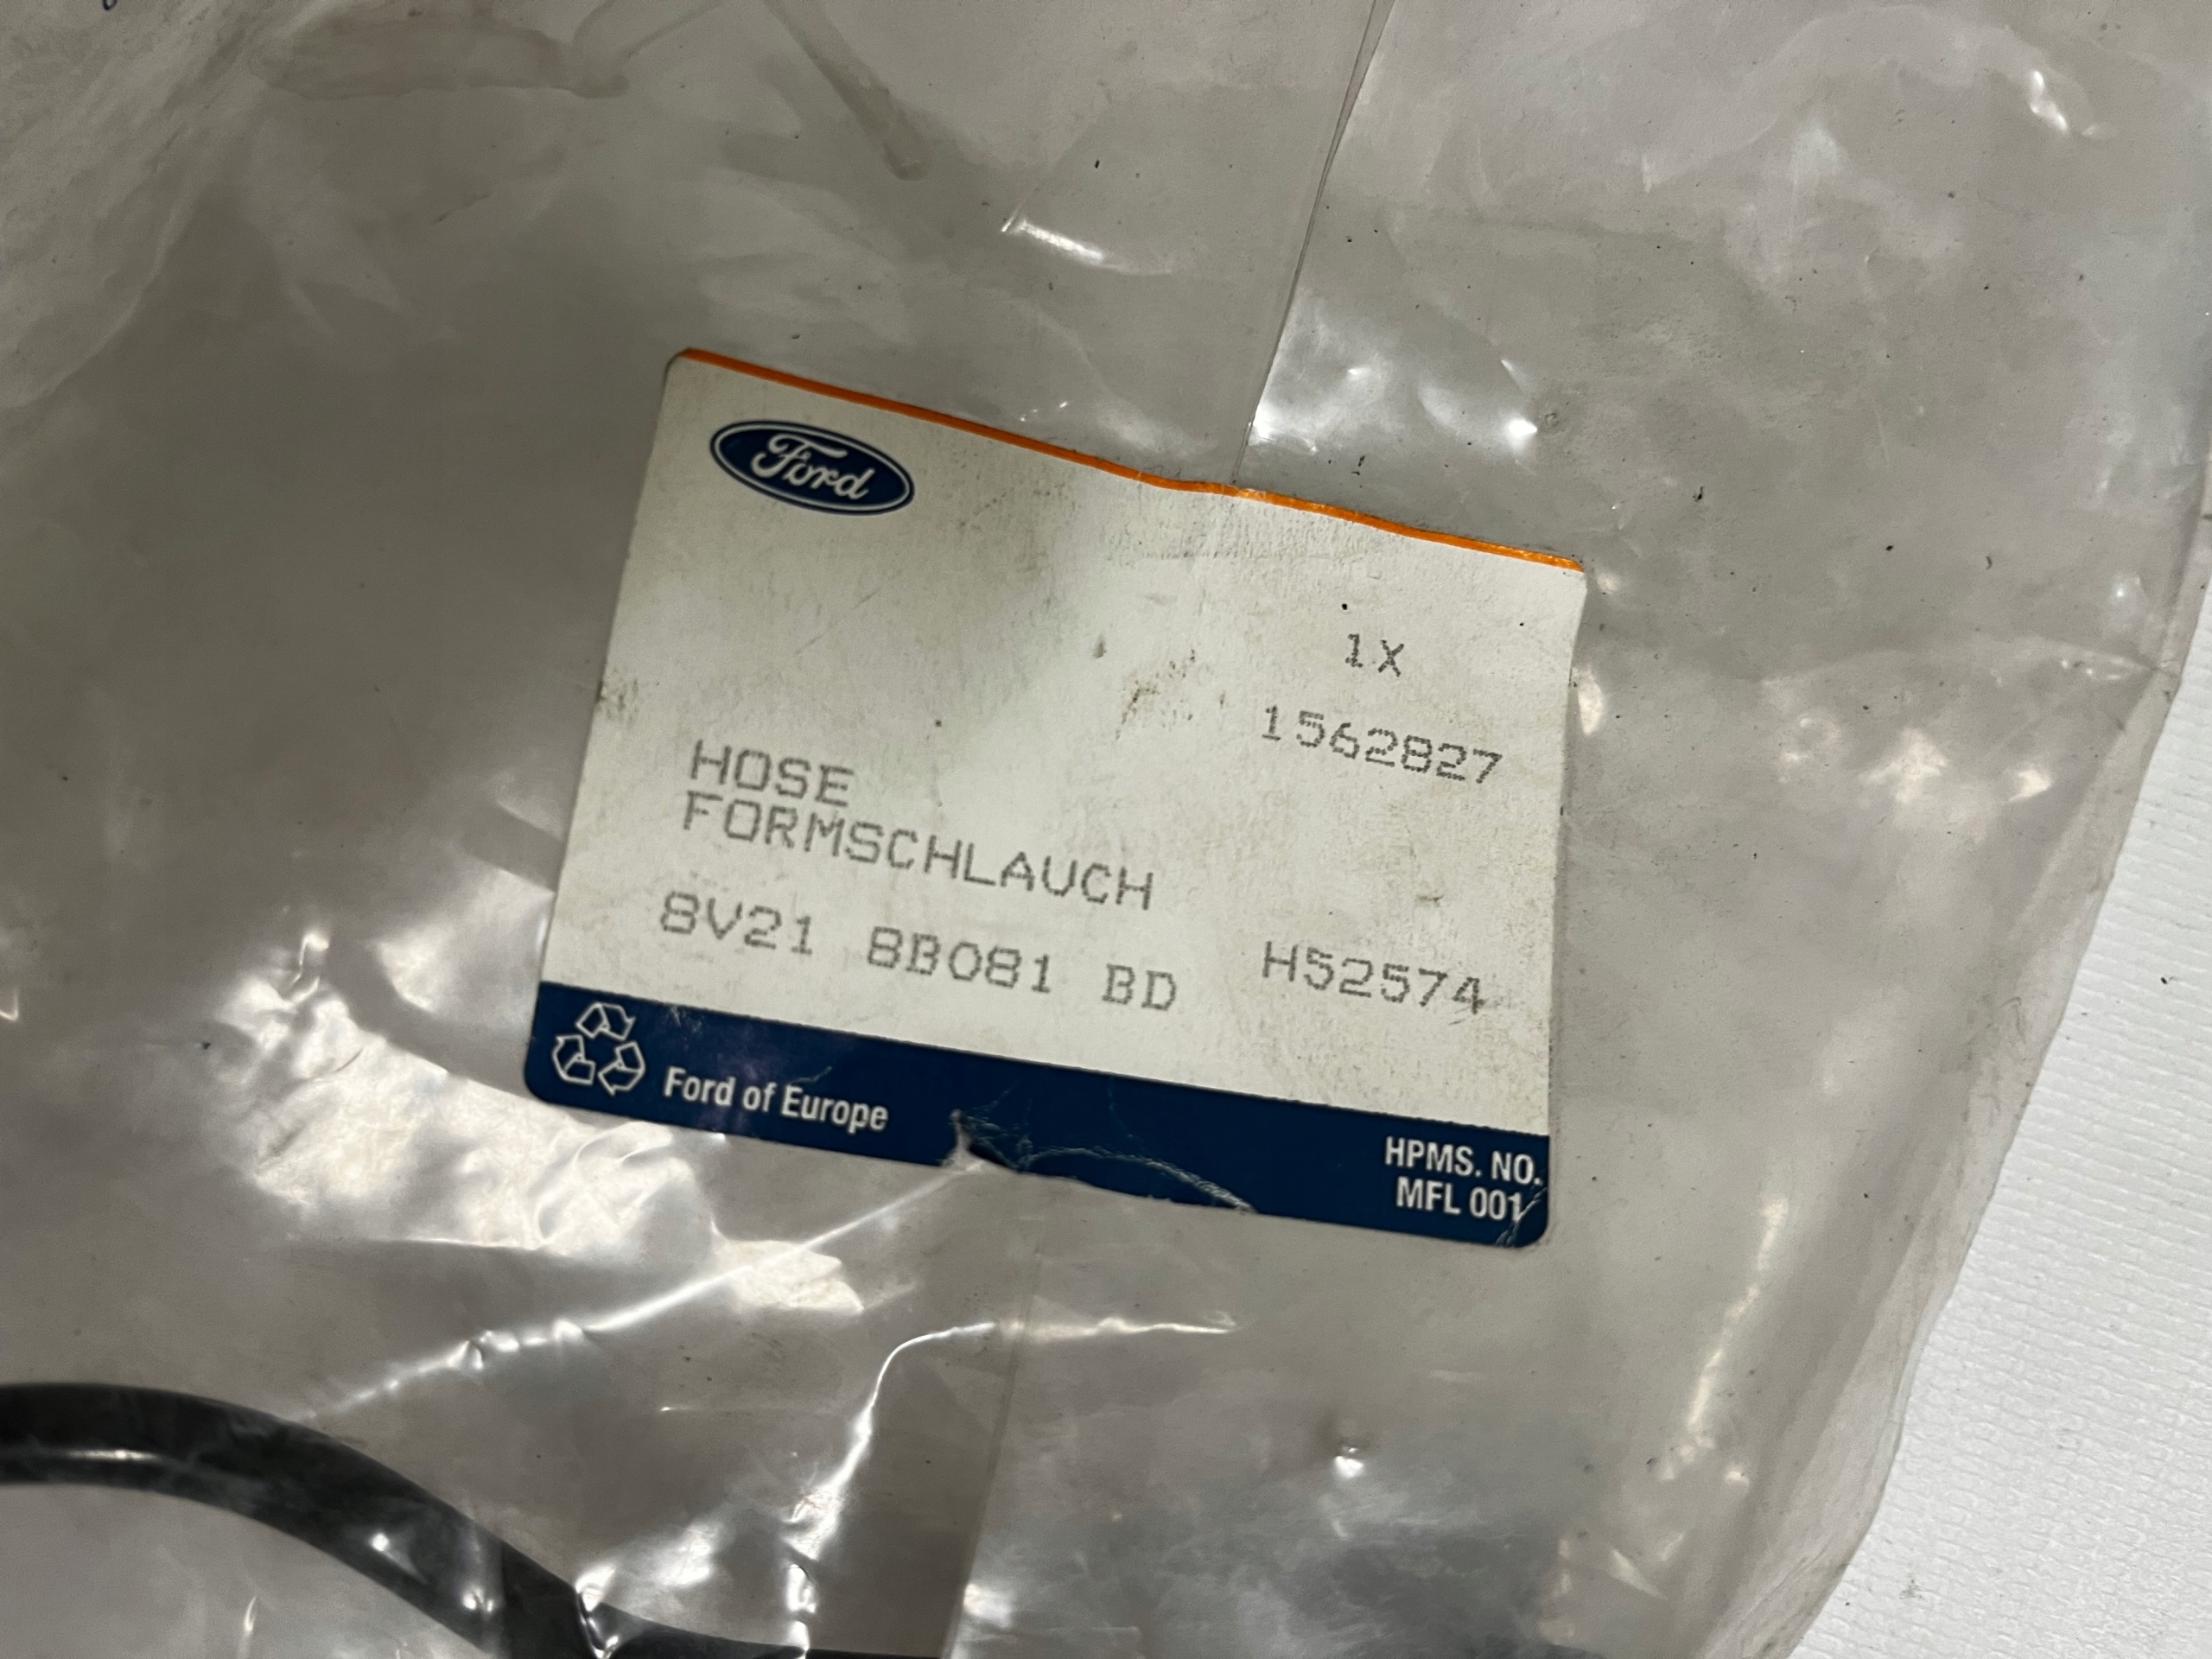 Ford
1X
1562827
HOSE
FORMSCHLAUCH
8V21 8B081 BD H52574
Ford of Europe
HPMS. NO.
MFL 001